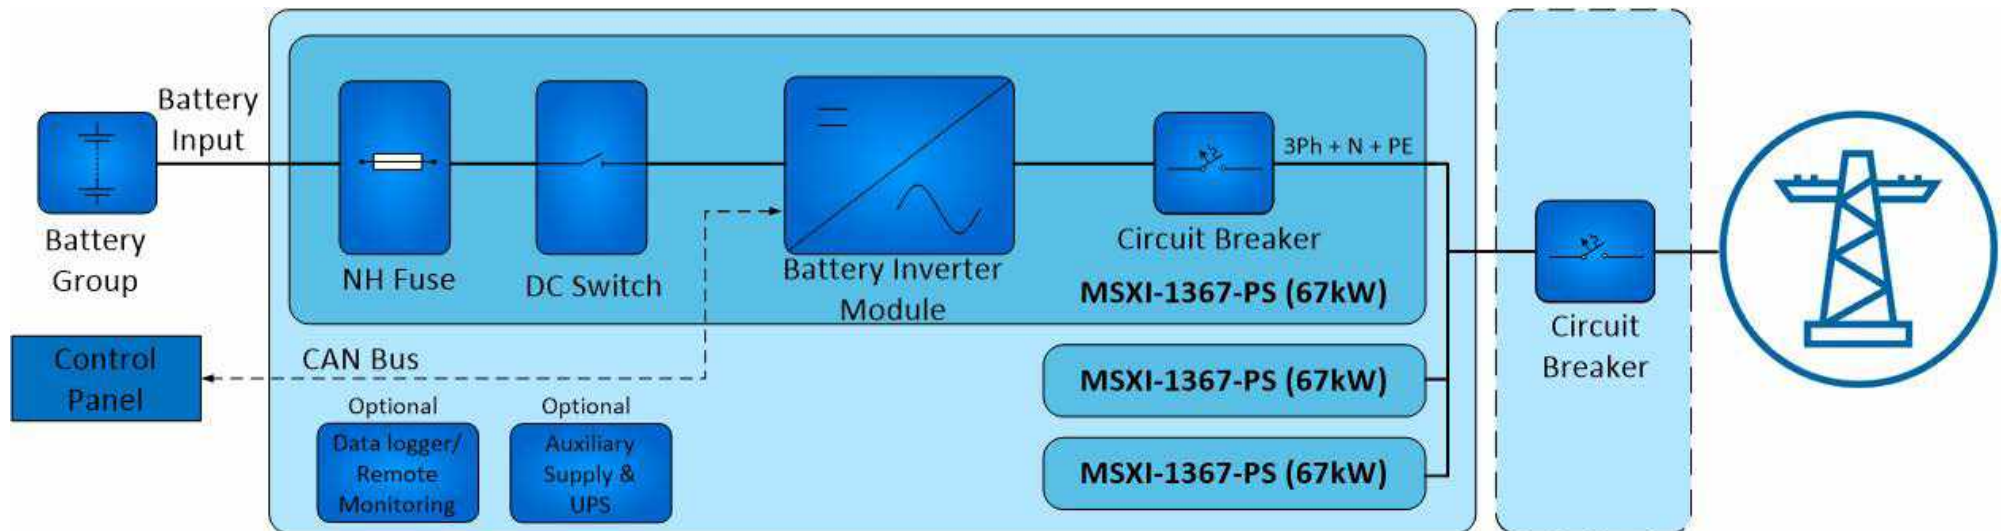 Battery
Input
Battery
Group
NH Fuse
DC Switch
Battery Inverter
Module
Circuit Breaker
3Ph + N + PE
MSXI-1367-PS (67kW)
Control
Panel
CAN Bus
Optional
Data logger/
Remote
Monitoring
Optional
Auxiliary
Supply &
UPS
MSXI-1367-PS (67kW)
MSXI-1367-PS (67kW)
Circuit
Breaker